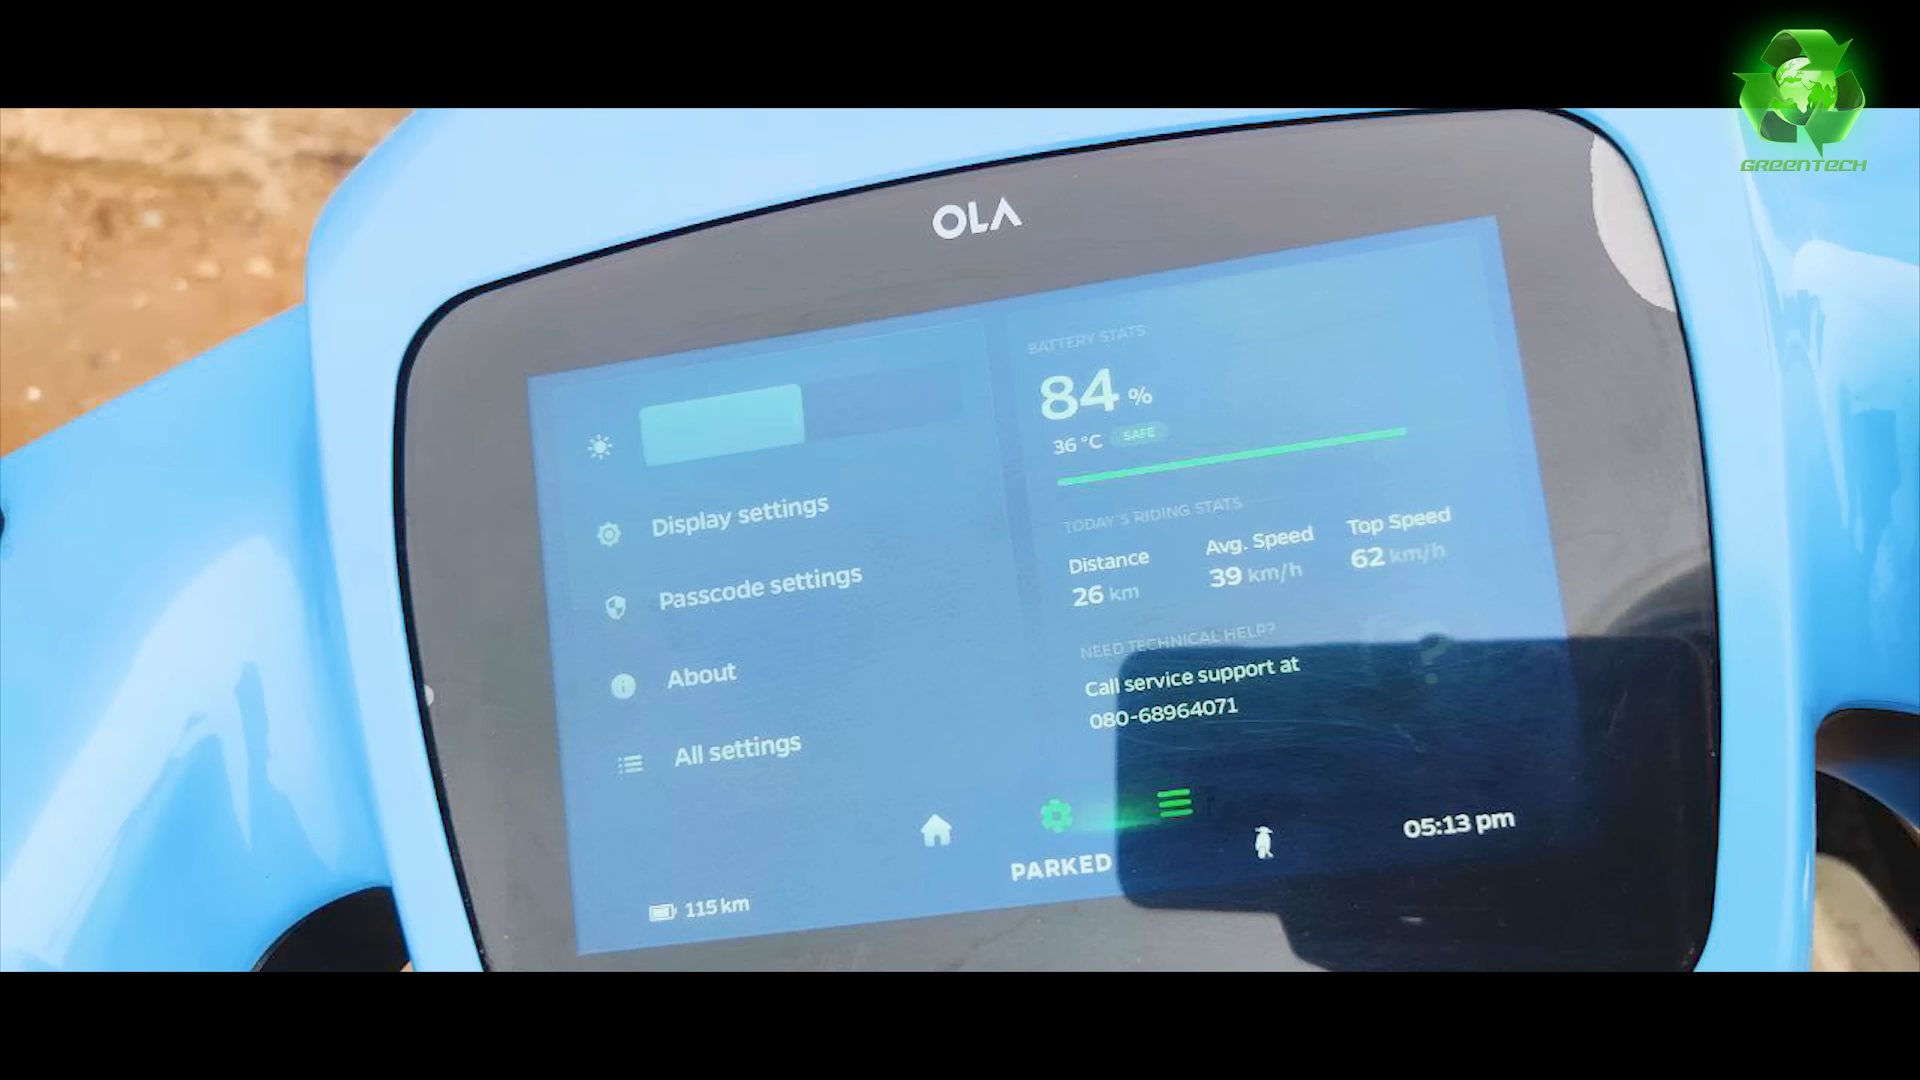 GREENTECH
OLA
Display settings
Passcode settings
About
All settings
BATTERY STATS
84 %
36 °C SAFE
TODAY'S RIDING STATS
Distance Avg. Speed Top Speed
26 km 39 km/h 62 km/h
NEED TECHNICAL HELP?
Call service support at
080-68964071
?
PARKED
115 km
05:13 pm